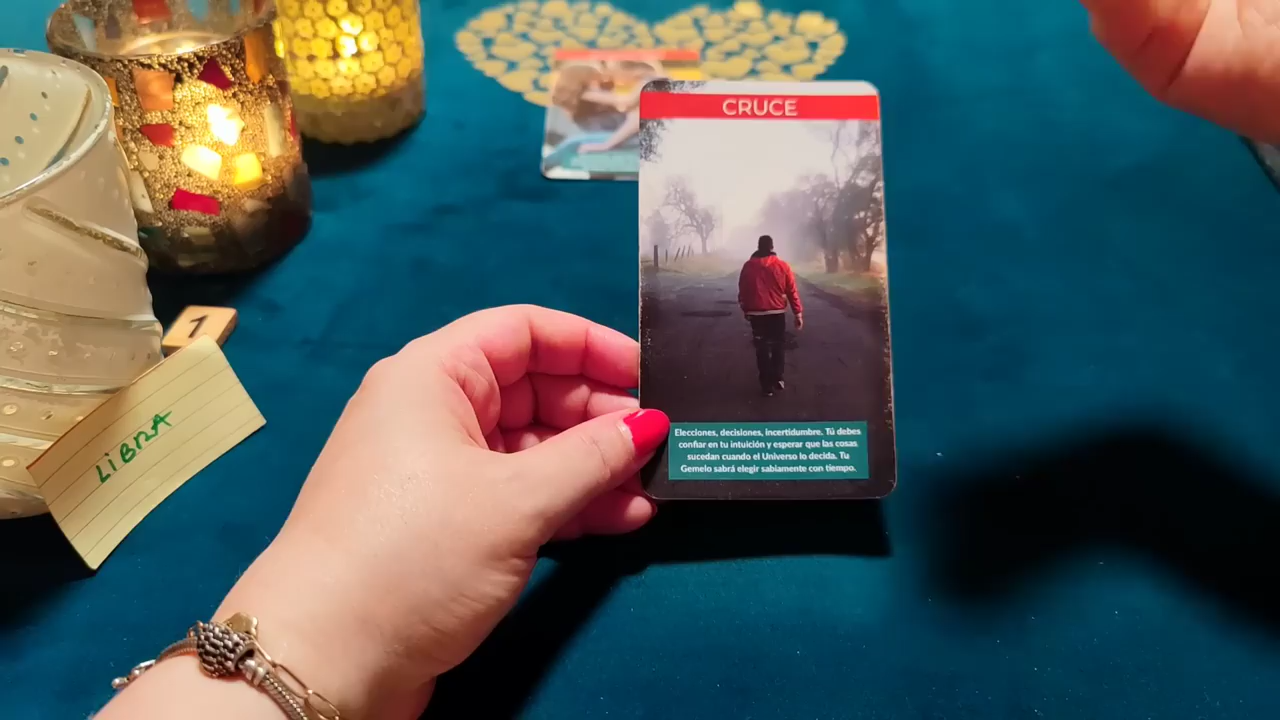 CRUCE
Elecciones, decisiones, incertidumbre. Tú debes
confiar en tu intuición y esperar que las cosas
sucedan cuando el Universo lo decida. Tu
Gemelo sabrá elegir sabiamente con tiempo.
1
LIBRA